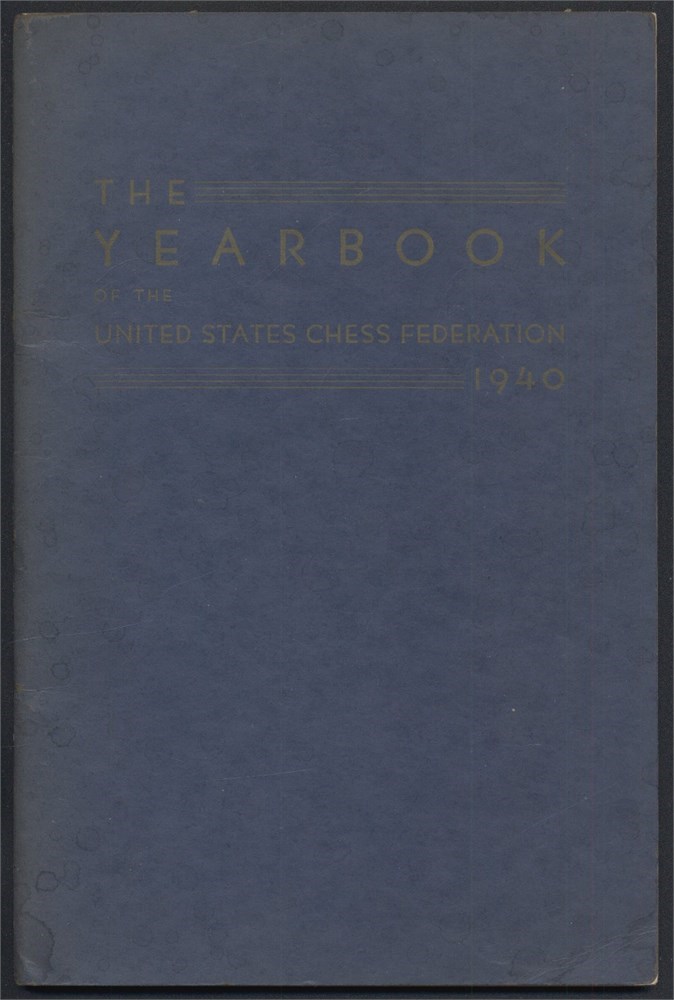 THE
YEARBOOK
OF THE
UNITED STATES CHESS FEDERATION
1940